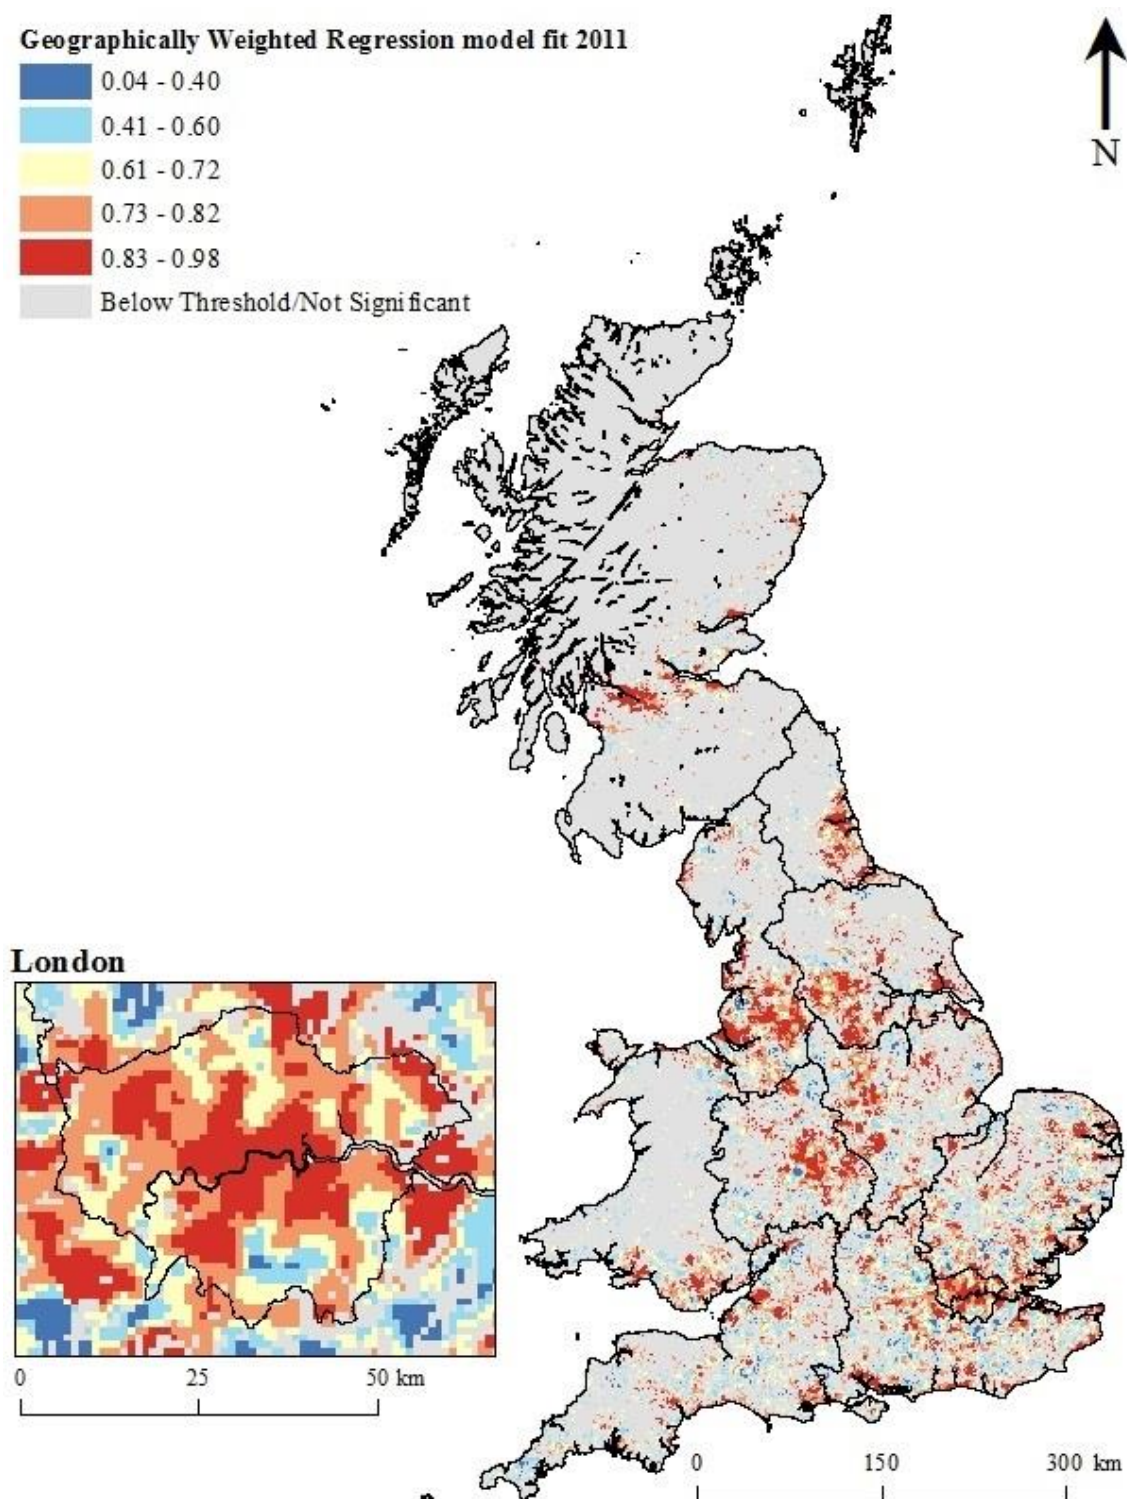 Geographically Weighted Regression model fit 2011
0.04 - 0.40
0.41 - 0.60
0.61 - 0.72
0.73 - 0.82
0.83 - 0.98
Below Threshold/Not Significant
N
London
0 25 50 km
0 150 300 km